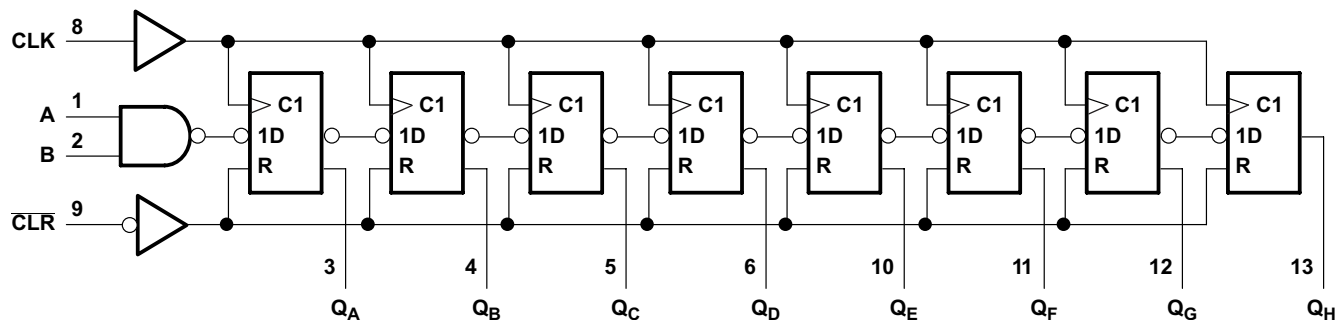 CLK 8
C1 C1 C1 C1 C1 C1 C1 C1
A 1
1D 1D 1D 1D 1D 1D 1D 1D
B 2
R R R R R R R R
C̅L̅R̅ 9
3 4 5 6 10 11 12 13
QA QB QC QD QE QF QG QH